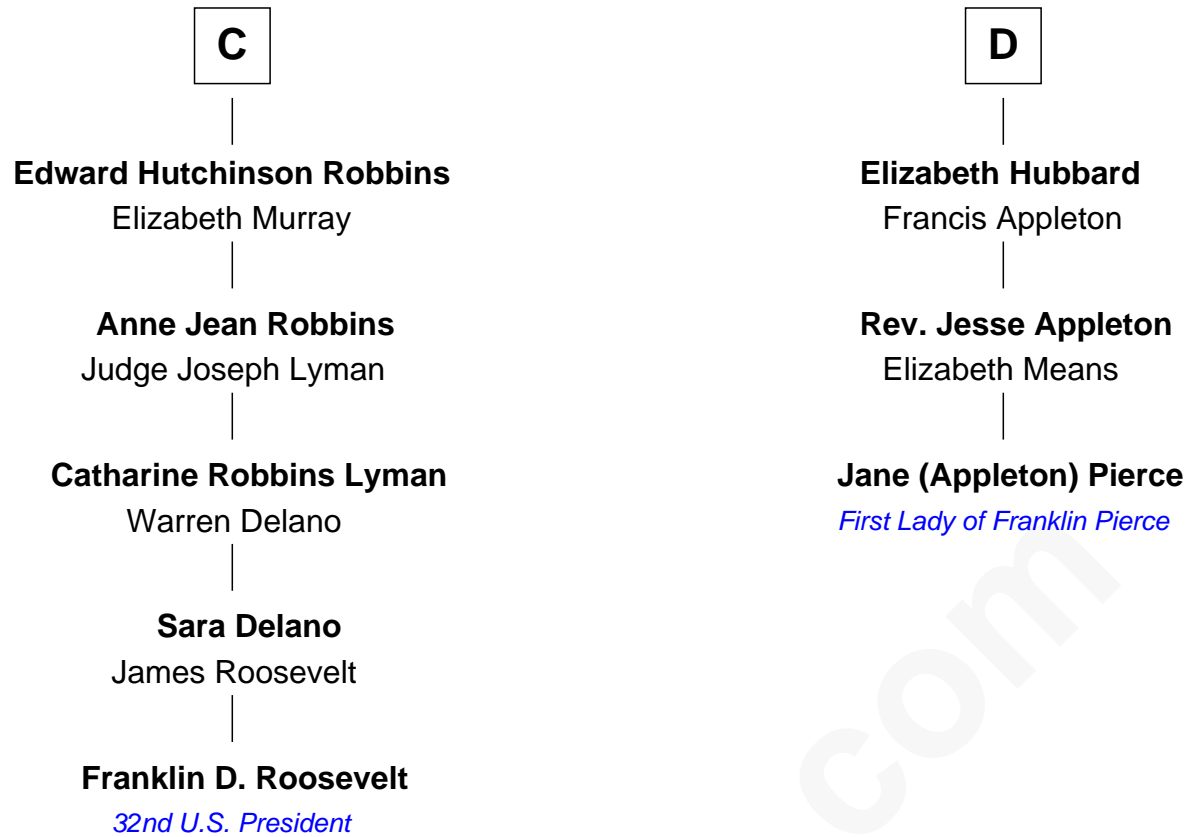 C
Edward Hutchinson Robbins
Elizabeth Murray
Anne Jean Robbins
Judge Joseph Lyman
Catharine Robbins Lyman
Warren Delano
Sara Delano
James Roosevelt
Franklin D. Roosevelt
32nd U.S. President
D
Elizabeth Hubbard
Francis Appleton
Rev. Jesse Appleton
Elizabeth Means
Jane (Appleton) Pierce
First Lady of Franklin Pierce
com